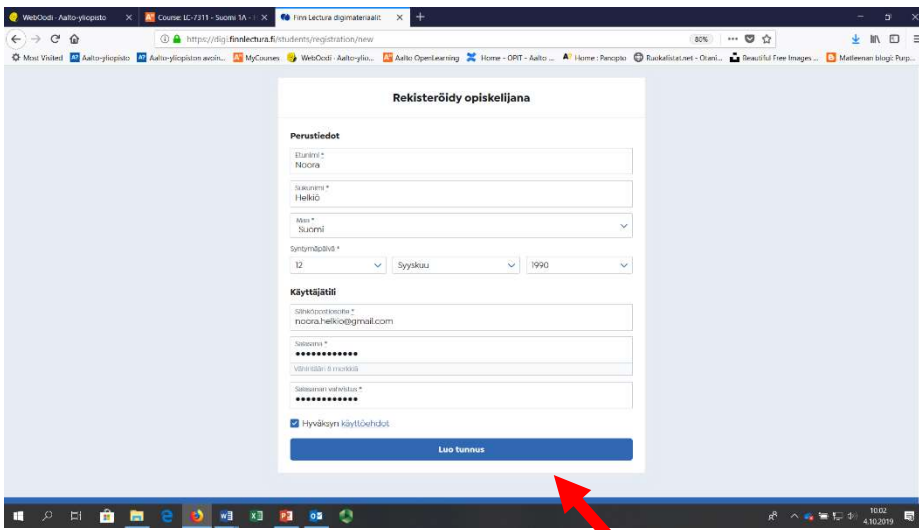 WebOodi - Aalto-yliopisto
Course: LC-7311 - Suomi 1A -
Finn Lectura digimateriaalit
https://digi.finnlectura.fi/students/registration/new
80%
Most Visited Aalto-yliopisto Aalto-yliopiston avoin... MyCourses WebOodi - Aalto-ylio... Aalto OpenLearning Home - OPIT - Aalto ... Home : Panopto Ruokalistat.net - Otani... Beautiful Free Images ... Matleenan blogi: Purp...
Rekisteröidy opiskelijana
Perustiedot
Etunimi *
Noora
Sukunimi *
Helkiö
Maa *
Suomi
Syntymäpäivä *
12 Syyskuu 1990
Käyttäjätili
Sähköpostiosoite *
noora.helkio@gmail.com
Salasana *
Vähintään 8 merkkiä
Salasanan vahvistus *
Hyväksyn käyttöehdot
Luo tunnus
10.02
4.10.2019